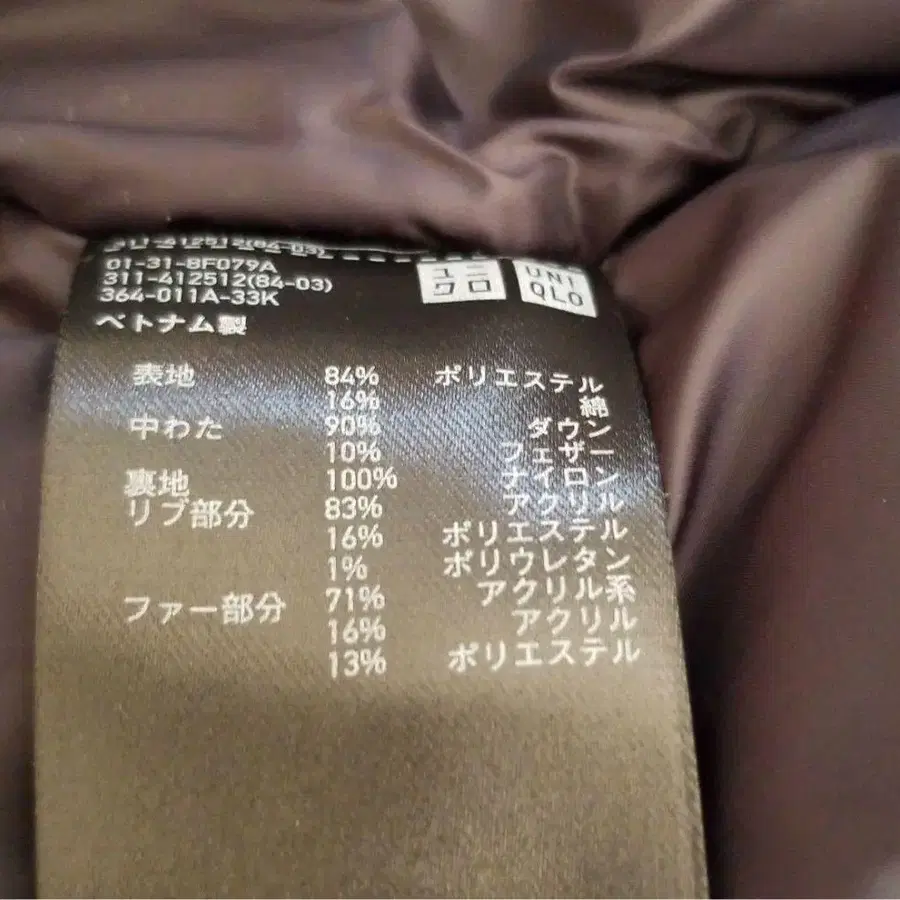 311-412512(84-03)
01-31-8F079A
311-412512(84-03)
364-011A-33K
ベトナム製
ユニ
クロ
UNI
QLO
表地 84% ポリエステル
16% 綿
中わた 90% ダウン
10% フェザー
裏地 100% ナイロン
リブ部分 83% アクリル
16% ポリエステル
1% ポリウレタン
ファー部分 71% アクリル系
16% アクリル
13% ポリエステル